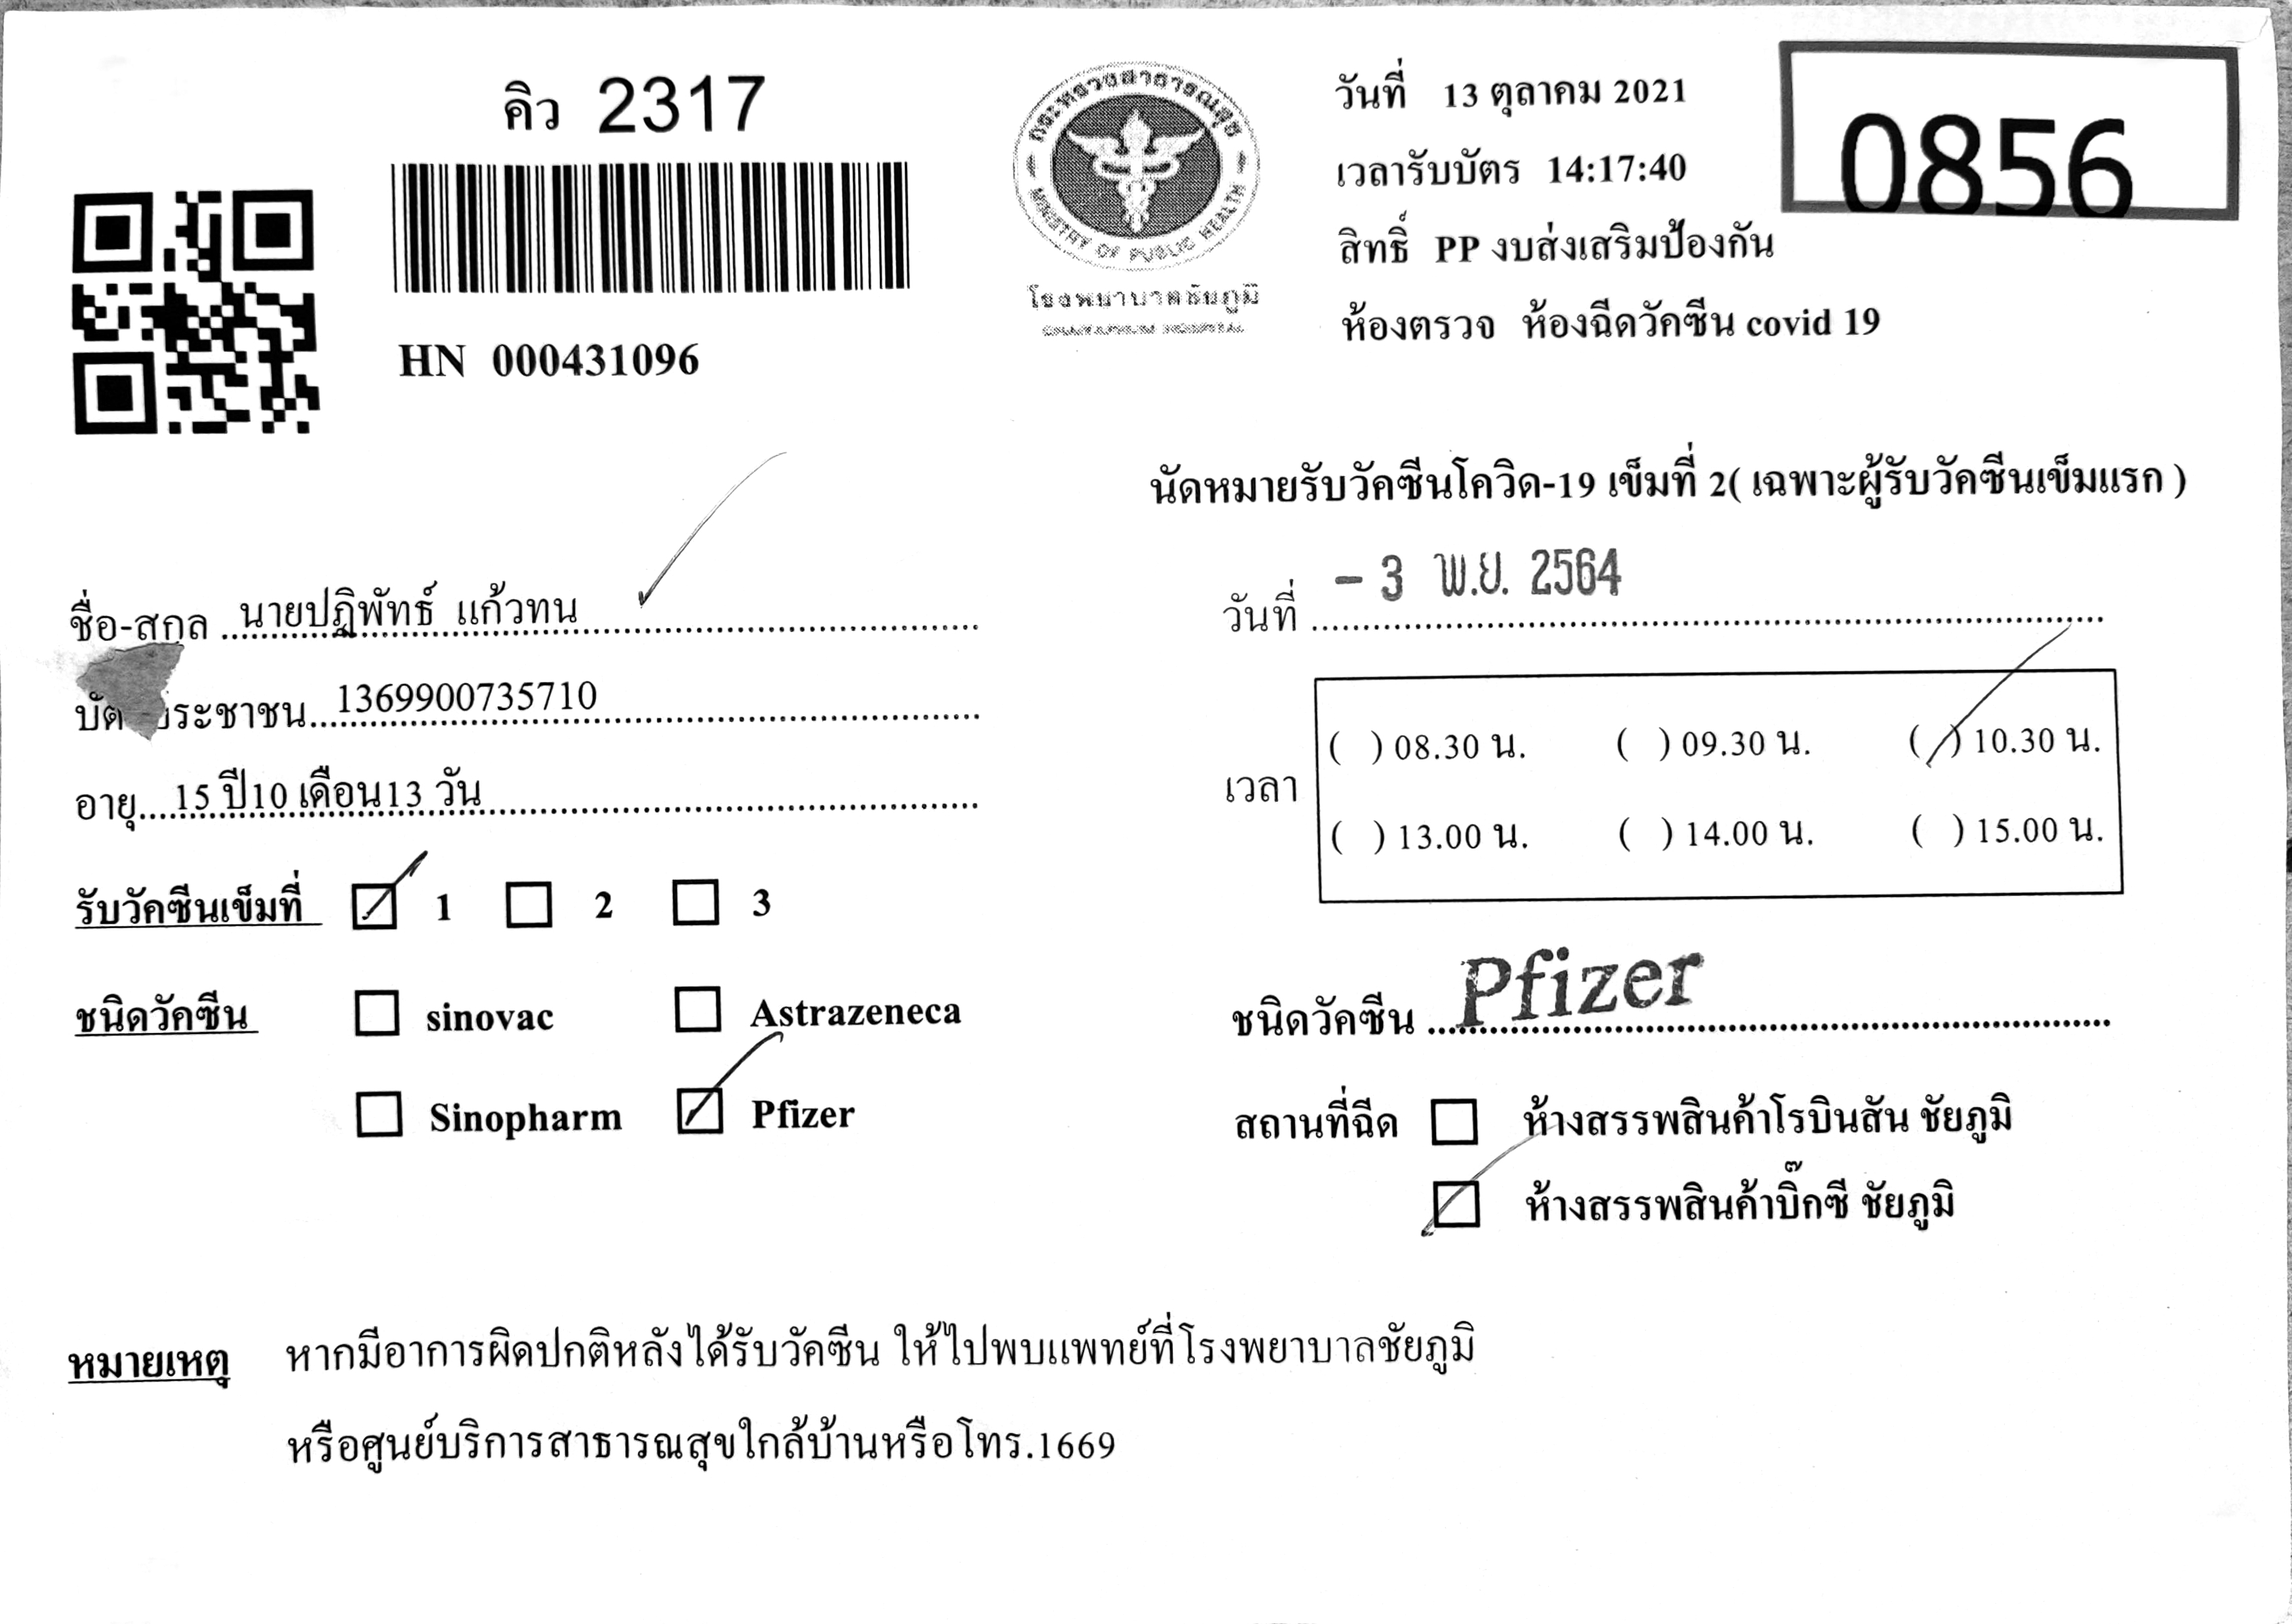 คิว 2317
HN 000431096
กระทรวงสาธารณสุข
MINISTRY OF PUBLIC HEALTH
โรงพยาบาลชัยภูมิ
CHAIYAPHUM HOSPITAL
วันที่ 13 ตุลาคม 2021
เวลารับบัตร 14:17:40
สิทธิ์ PP งบส่งเสริมป้องกัน
ห้องตรวจ ห้องฉีดวัคซีน covid 19
0856
ชื่อ-สกุล นายปฏิพัทธ์ แก้วทน
ประชาชน 1369900735710
อายุ 15 ปี10 เดือน13 วัน
รับวัคซีนเข็มที่ 1 2 3
ชนิดวัคซีน sinovac Astrazeneca
Sinopharm Pfizer
นัดหมายรับวัคซีนโควิด-19 เข็มที่ 2( เฉพาะผู้รับวัคซีนเข็มแรก )
วันที่ - 3 พ.ย. 2564
เวลา
( ) 08.30 น. ( ) 09.30 น. (/) 10.30 น.
( ) 13.00 น. ( ) 14.00 น. ( ) 15.00 น.
ชนิดวัคซีน Pfizer
สถานที่ฉีด ห้างสรรพสินค้าโรบินสัน ชัยภูมิ
ห้างสรรพสินค้าบิ๊กซี ชัยภูมิ
หมายเหตุ หากมีอาการผิดปกติหลังได้รับวัคซีน ให้ไปพบแพทย์ที่โรงพยาบาลชัยภูมิ
หรือศูนย์บริการสาธารณสุขใกล้บ้านหรือโทร.1669